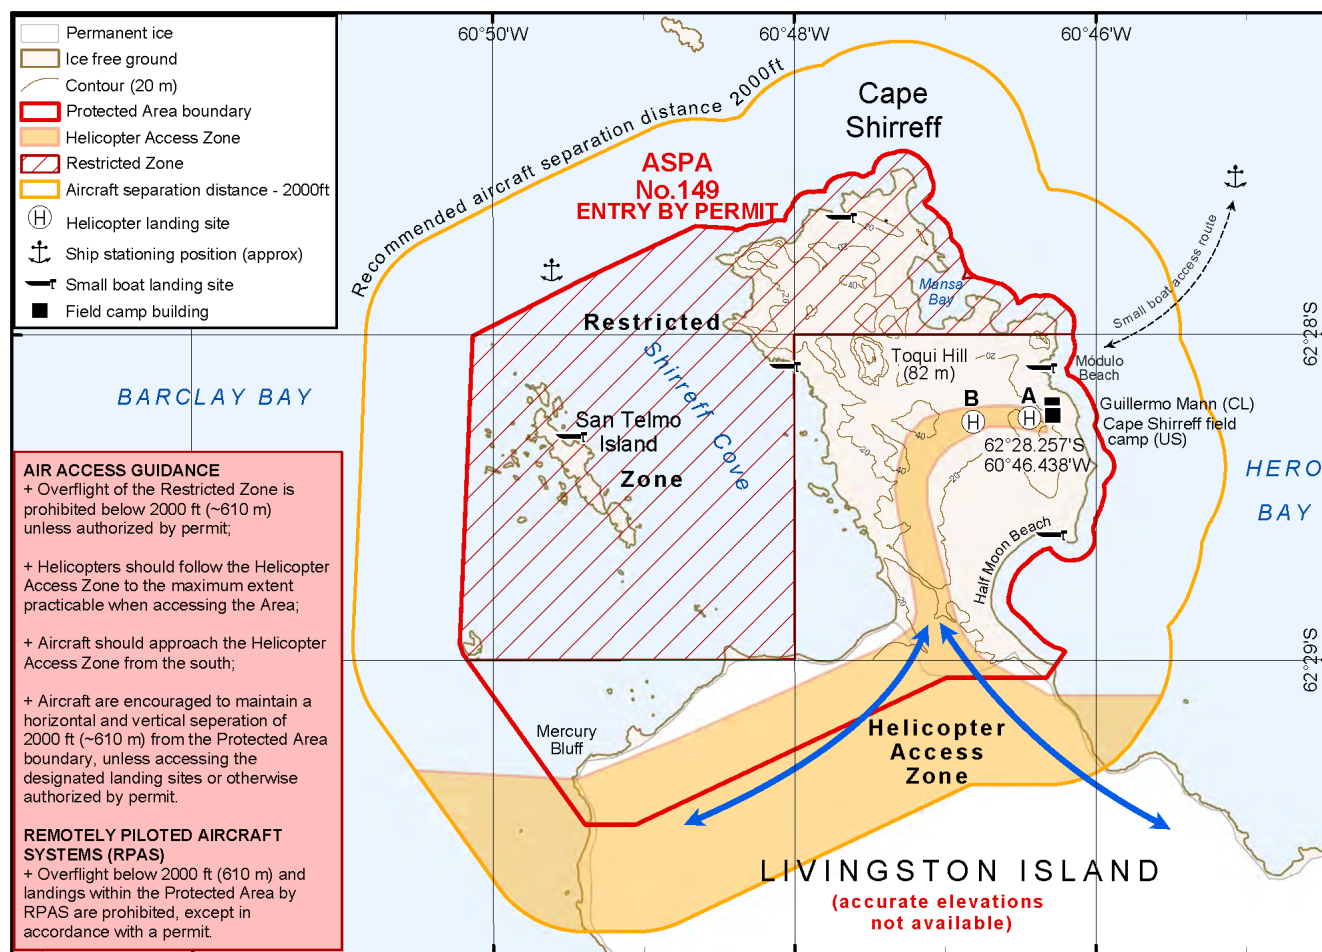 60°50'W
60°48'W
60°46'W
Permanent ice
Ice free ground
Contour (20 m)
Protected Area boundary
Helicopter Access Zone
Restricted Zone
Aircraft separation distance - 2000ft
H
Helicopter landing site
Ship stationing position (approx)
Small boat landing site
Field camp building
Recommended aircraft separation distance 2000ft
Cape
Shirreff
ASPA
No.149
ENTRY BY PERMIT
Small boat access route
Mansa
Bay
20
20
20
40
40
Restricted
Shirreff Cove
Zone
62°28'S
Toqui Hill
(82 m)
20
Módulo
Beach
BARCLAY BAY
San Telmo
Island
B
A
H
H
Guillermo Mann (CL)
Cape Shirreff field
camp (US)
62°28.257'S
60°46.438'W
40
20
HERO
BAY
Half Moon Beach
20
62°29'S
Mercury
Bluff
Helicopter
Access
Zone
LIVINGSTON ISLAND
(accurate elevations
not available)
AIR ACCESS GUIDANCE
+ Overflight of the Restricted Zone is
prohibited below 2000 ft (~610 m)
unless authorized by permit;
+ Helicopters should follow the Helicopter
Access Zone to the maximum extent
practicable when accessing the Area;
+ Aircraft should approach the Helicopter
Access Zone from the south;
+ Aircraft are encouraged to maintain a
horizontal and vertical seperation of
2000 ft (~610 m) from the Protected Area
boundary, unless accessing the
designated landing sites or otherwise
authorized by permit.
REMOTELY PILOTED AIRCRAFT
SYSTEMS (RPAS)
+ Overflight below 2000 ft (610 m) and
landings within the Protected Area by
RPAS are prohibited, except in
accordance with a permit.